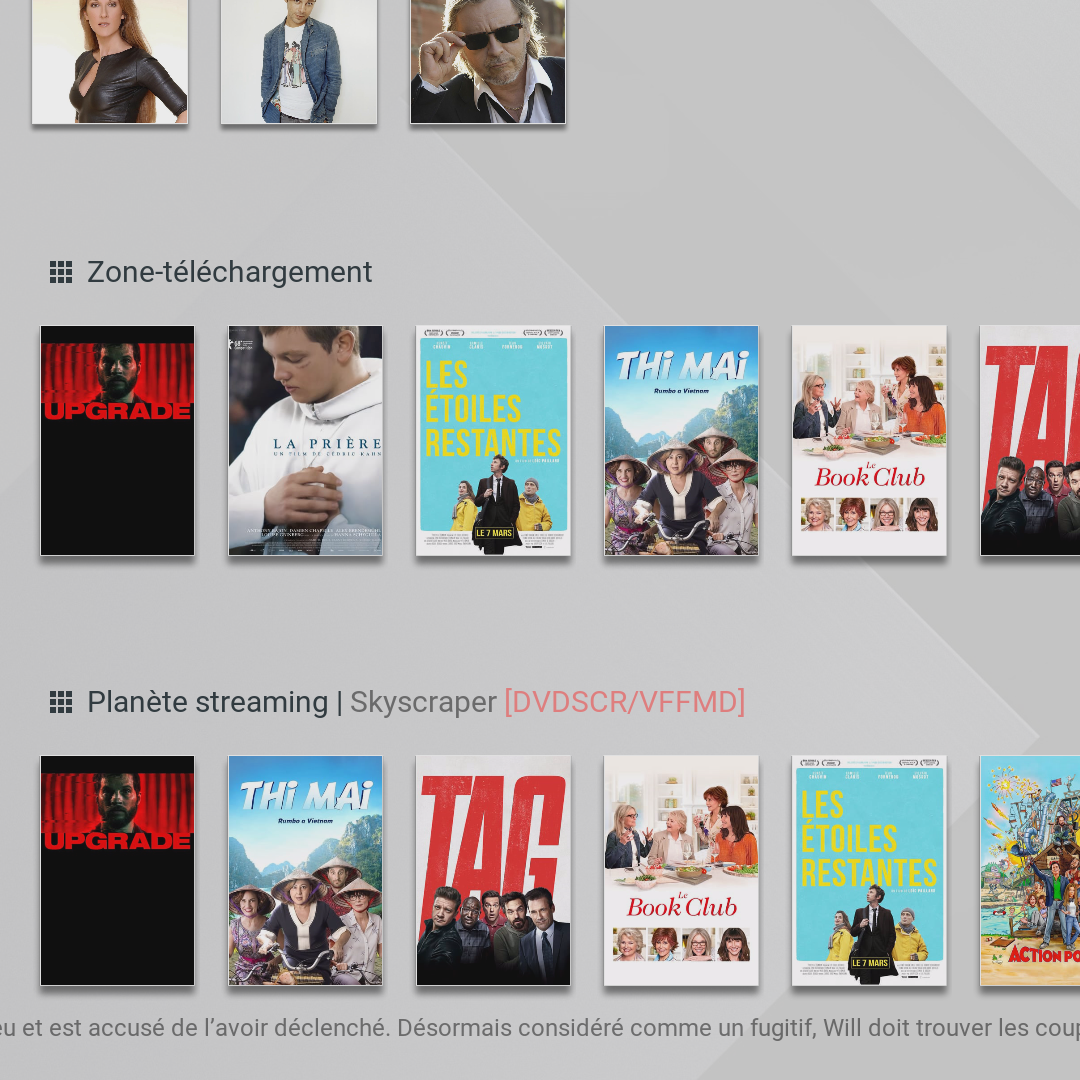 Zone-téléchargement
UPGRADE
LA PRIÈRE
UN FILM DE CÉDRIC KAHN
LES
ÉTOILES
RESTANTES
LE 7 MARS
THi MAi
Rumbo a Vietnam
Le
Book Club
TA
Planète streaming | Skyscraper [DVDSCR/VFFMD]
UPGRADE
THi MAi
Rumbo a Vietnam
TAG
Le
Book Club
LES
ÉTOILES
RESTANTES
LE 7 MARS
ACTION PO
eu et est accusé de l’avoir déclenché. Désormais considéré comme un fugitif, Will doit trouver les coup